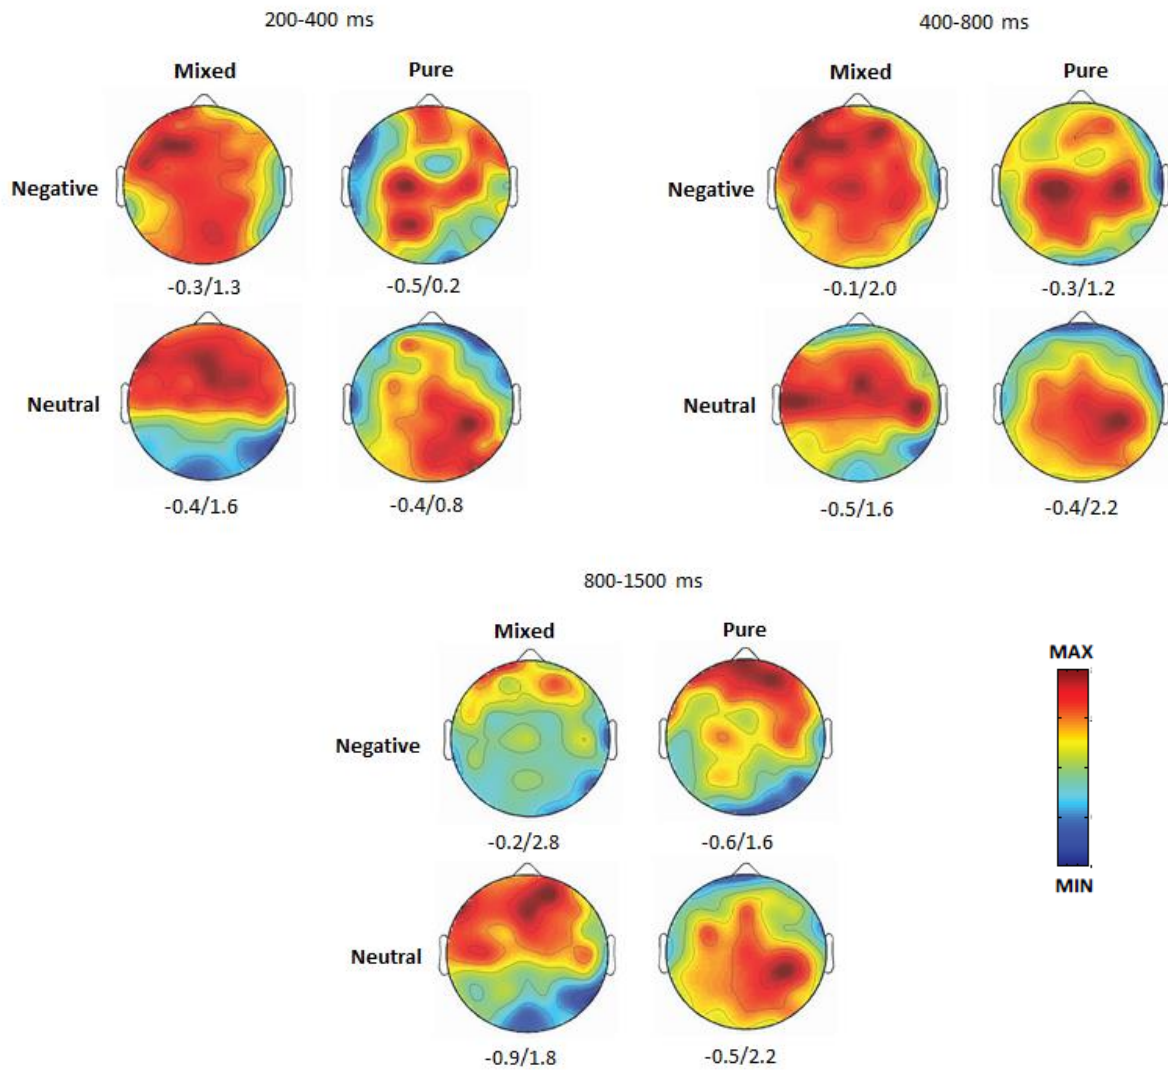 200-400 ms
Mixed Pure
Negative
-0.3/1.3 -0.5/0.2
Neutral
-0.4/1.6 -0.4/0.8
400-800 ms
Mixed Pure
Negative
-0.1/2.0 -0.3/1.2
Neutral
-0.5/1.6 -0.4/2.2
800-1500 ms
Mixed Pure
Negative
-0.2/2.8 -0.6/1.6
Neutral
-0.9/1.8 -0.5/2.2
MAX
MIN